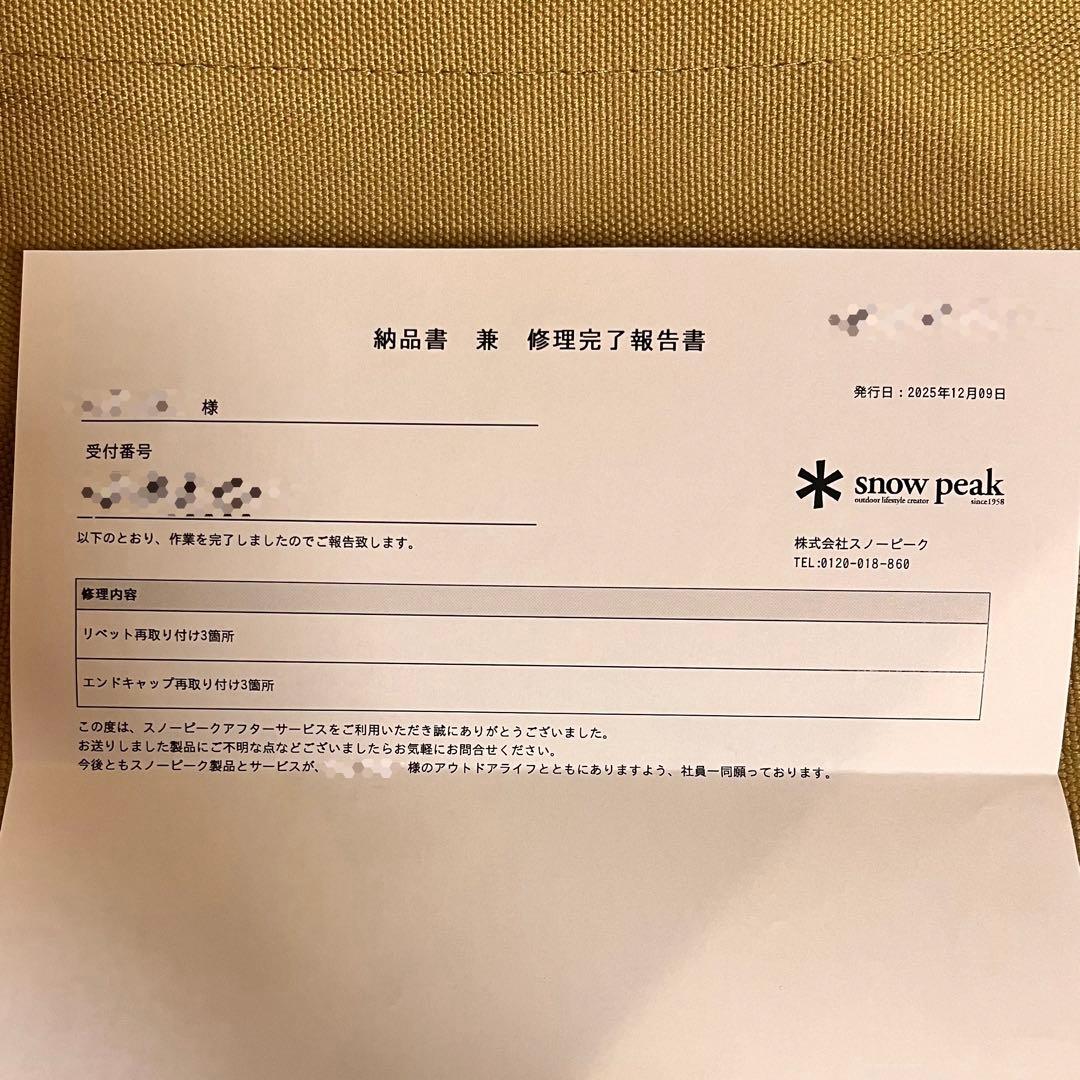 納品書 兼 修理完了報告書
発行日：2025年12月09日
様
受付番号
snow peak
outdoor lifestyle creator since1958
以下のとおり、作業を完了しましたのでご報告致します。
株式会社スノーピーク
TEL:0120-018-860
修理内容
リベット再取り付け3箇所
エンドキャップ再取り付け3箇所
この度は、スノーピークアフターサービスをご利用いただき誠にありがとうございました。
お送りしました製品にご不明な点などございましたらお気軽にお問合せください。
今後ともスノーピーク製品とサービスが、 様のアウトドアライフとともにありますよう、社員一同願っております。